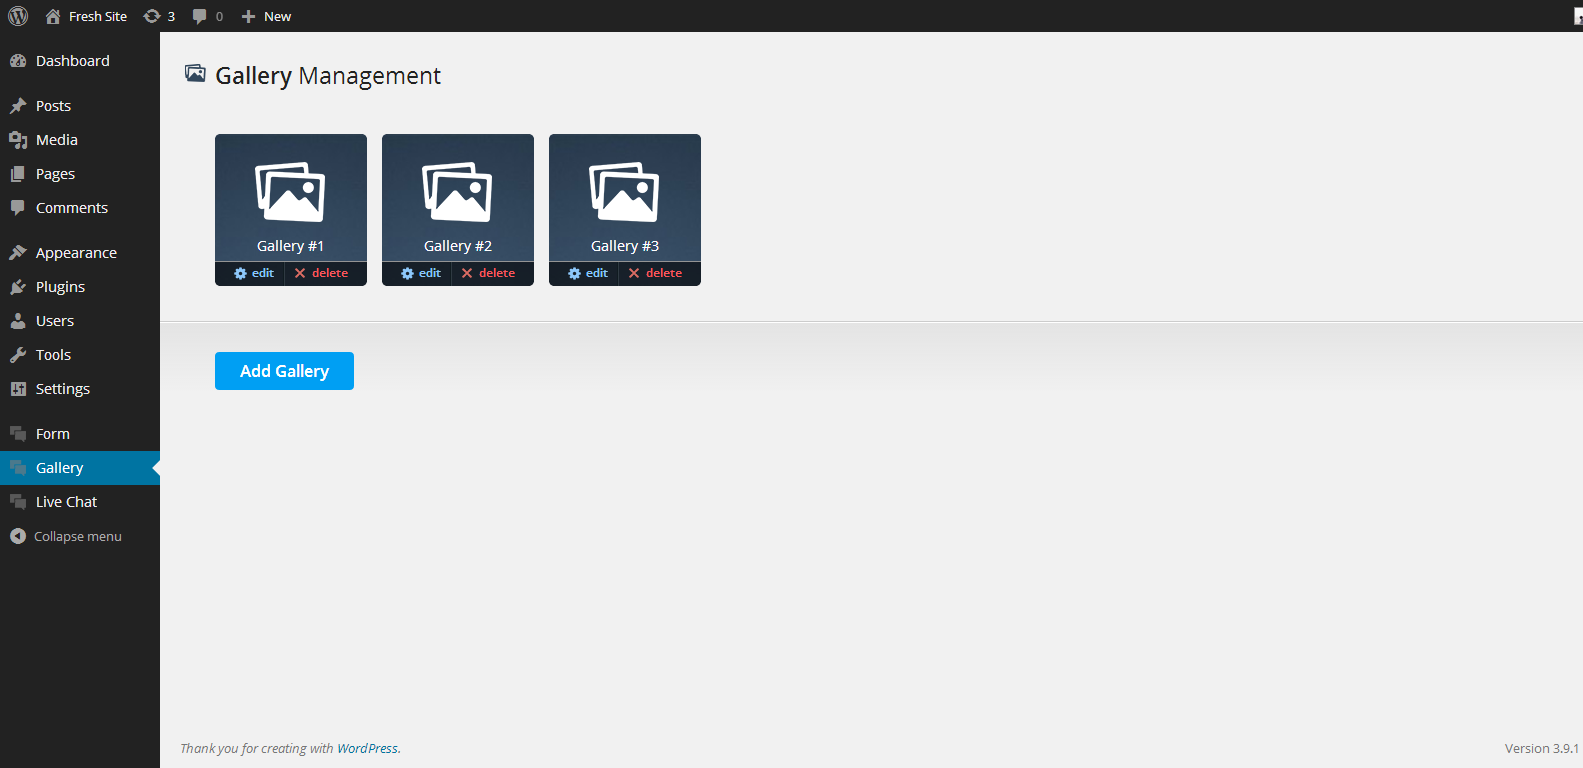 Fresh Site 3 0 New
Dashboard
Posts
Media
Pages
Comments
Appearance
Plugins
Users
Tools
Settings
Form
Gallery
Live Chat
Collapse menu
Gallery Management
Gallery #1 Gallery #2 Gallery #3
edit delete edit delete edit delete
Add Gallery
Thank you for creating with WordPress. Version 3.9.1